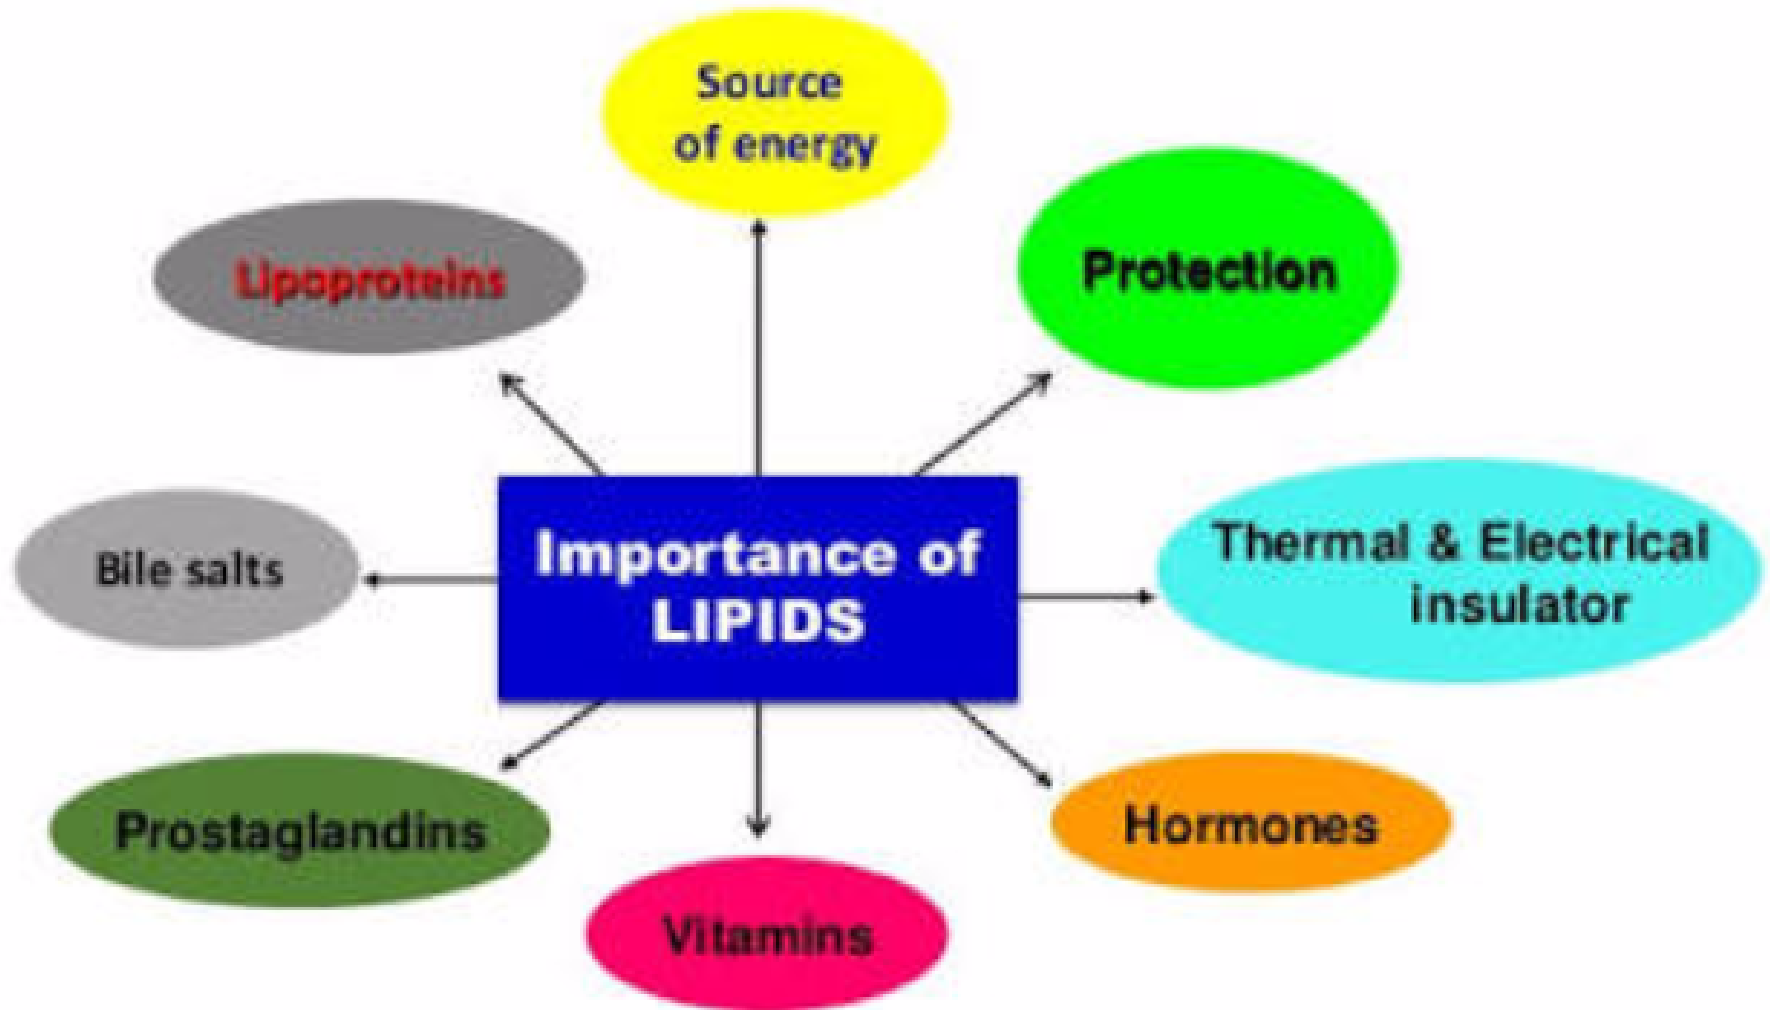 Source
of energy
Lipoproteins
Protection
Importance of
LIPIDS
Bile salts
Thermal & Electrical
insulator
Prostaglandins
Hormones
Vitamins